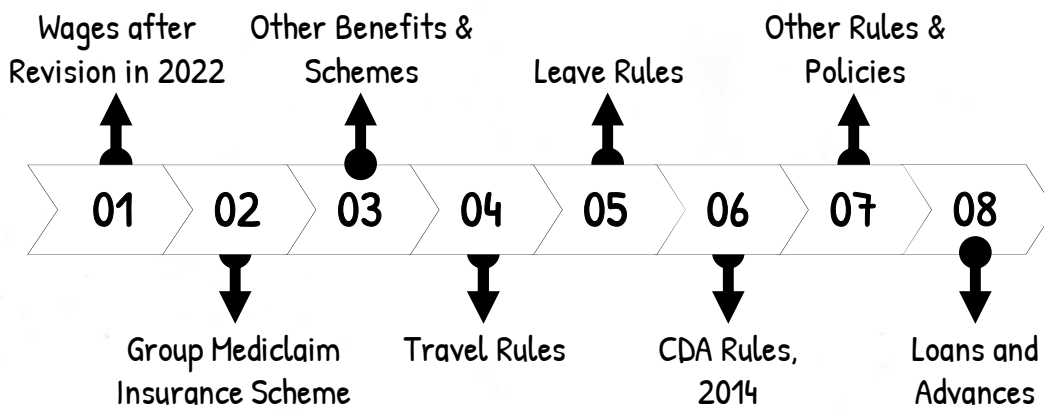 Wages after
Revision in 2022
Other Benefits &
Schemes
Leave Rules
Other Rules &
Policies
01
02
03
04
05
06
07
08
Group Mediclaim
Insurance Scheme
Travel Rules
CDA Rules,
2014
Loans and
Advances